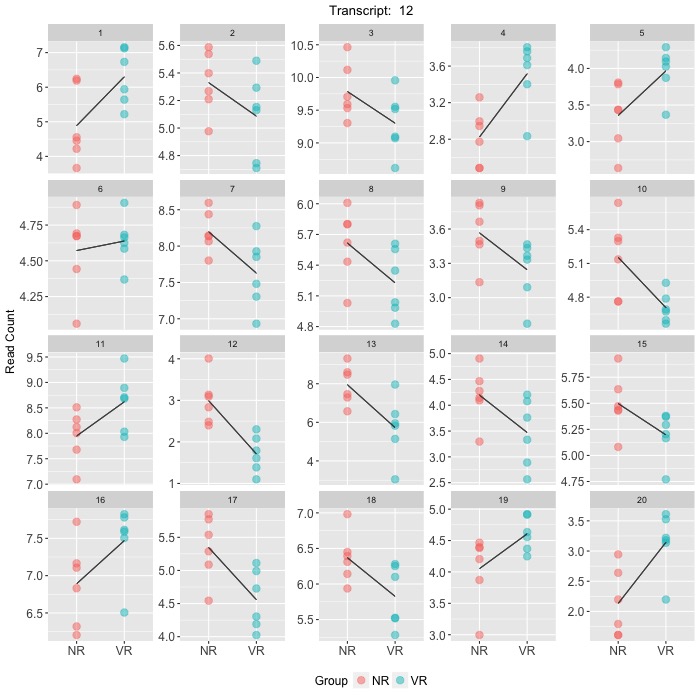 Transcript: 12
1 2 3 4 5
7 6 5 4
5.6 5.4 5.2 5.0 4.8
10.5 10.0 9.5 9.0
3.6 3.2 2.8
4.0 3.5 3.0
6 7 8 9 10
4.75 4.50 4.25
8.5 8.0 7.5 7.0
6.0 5.7 5.4 5.1 4.8
3.6 3.3 3.0
5.4 5.1 4.8
Read Count
11 12 13 14 15
9.5 9.0 8.5 8.0 7.5 7.0
4 3 2 1
8 6 4
5.0 4.5 4.0 3.5 3.0 2.5
5.75 5.50 5.25 5.00 4.75
16 17 18 19 20
7.5 7.0 6.5
5.5 5.0 4.5 4.0
7.0 6.5 6.0 5.5
5.0 4.5 4.0 3.5 3.0
3.5 3.0 2.5 2.0
NR VR NR VR NR VR NR VR NR VR
Group NR VR